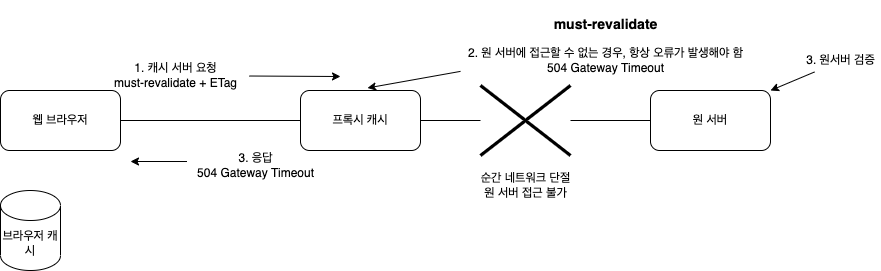 must-revalidate
1. 캐시 서버 요청
must-revalidate + ETag
2. 원 서버에 접근할 수 없는 경우, 항상 오류가 발생해야 함
504 Gateway Timeout
3. 원서버 검증
웹 브라우저
프록시 캐시
원 서버
3. 응답
504 Gateway Timeout
순간 네트워크 단절
원 서버 접근 불가
브라우저 캐
시